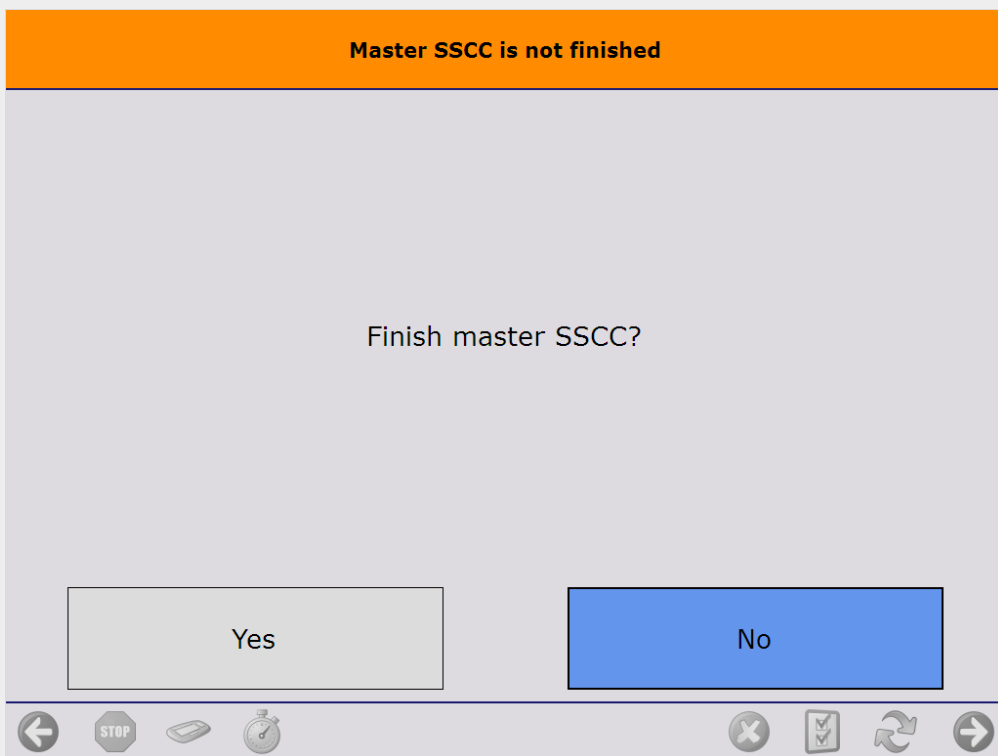 Master SSCC is not finished
Finish master SSCC?
Yes
No
STOP